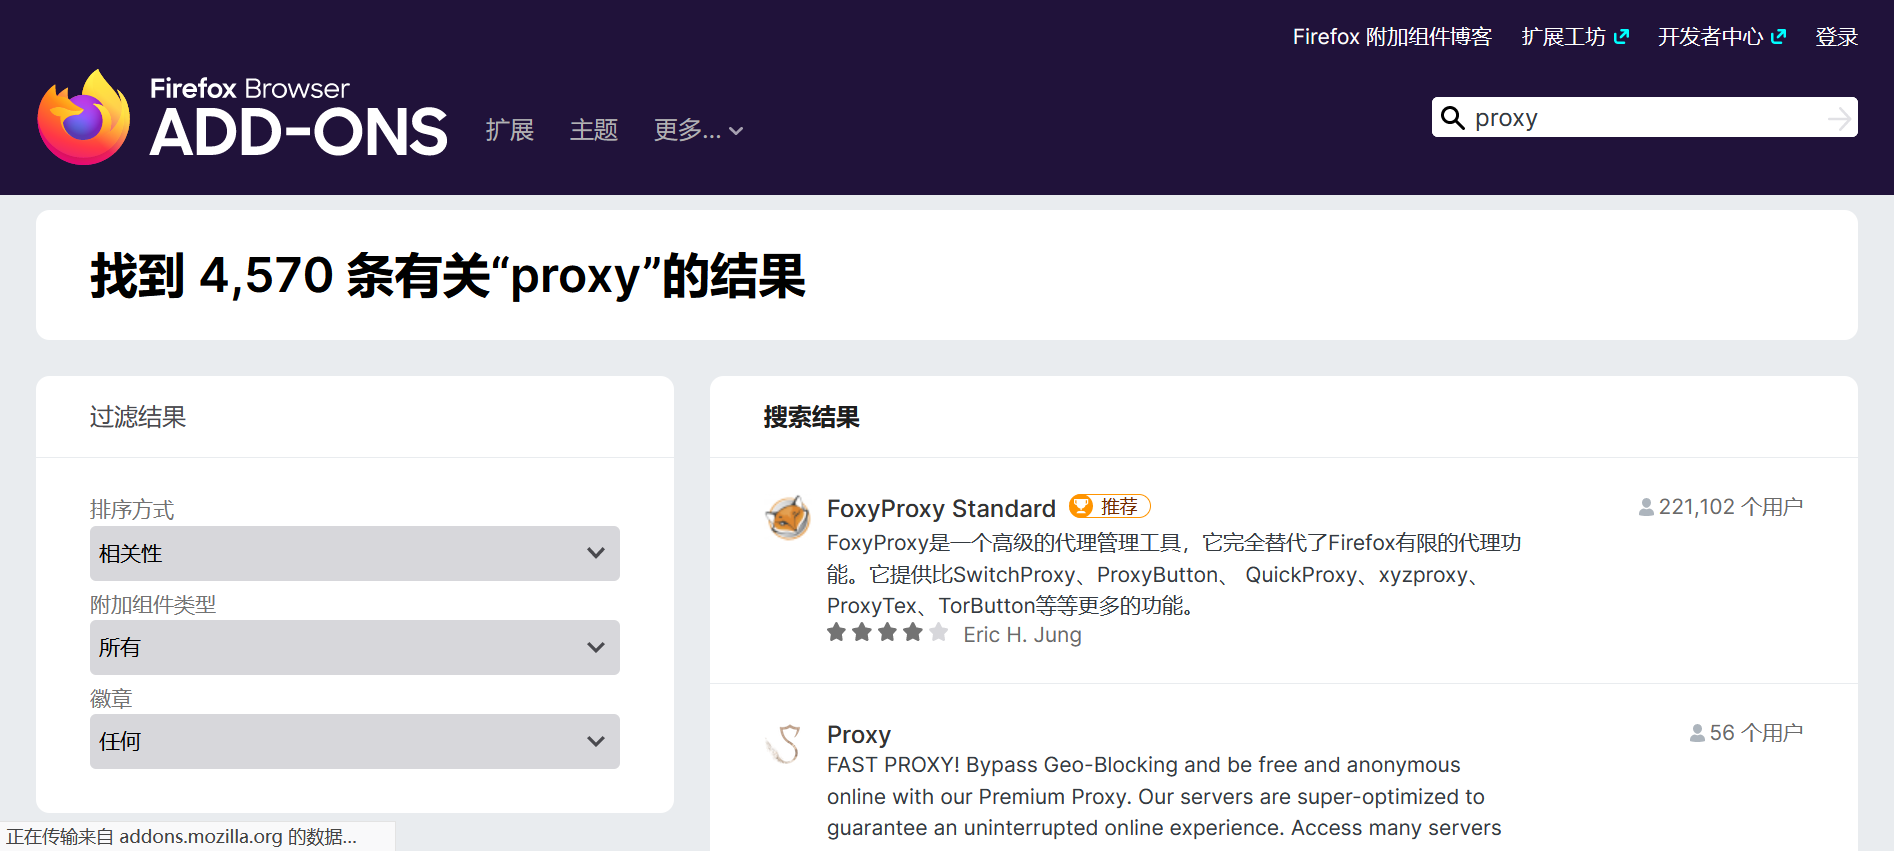 Firefox 附加组件博客 扩展工坊 开发者中心 登录
Firefox Browser
ADD-ONS
扩展 主题 更多...
proxy
找到 4,570 条有关“proxy”的结果
过滤结果
排序方式
相关性
附加组件类型
所有
徽章
任何
搜索结果
FoxyProxy Standard 推荐
221,102 个用户
FoxyProxy是一个高级的代理管理工具，它完全替代了Firefox有限的代理功
能。它提供比SwitchProxy、ProxyButton、 QuickProxy、xyzproxy、
ProxyTex、TorButton等等更多的功能。
Eric H. Jung
Proxy
56 个用户
FAST PROXY! Bypass Geo-Blocking and be free and anonymous
online with our Premium Proxy. Our servers are super-optimized to
guarantee an uninterrupted online experience. Access many servers
正在传输来自 addons.mozilla.org 的数据...